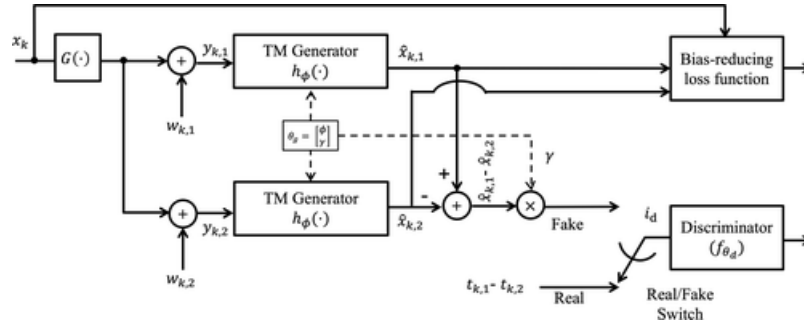 x_k
G(·)
+
y_{k,1}
w_{k,1}
TM Generator
h_ϕ(·)
x̂_{k,1}
Bias-reducing
loss function
θ_g = [ϕ
γ]
+
y_{k,2}
w_{k,2}
TM Generator
h_ϕ(·)
x̂_{k,2}
+
-
+
x̂_{k,1}- x̂_{k,2}
×
γ
Fake
i_d
Discriminator
(f_{θ_d})
t_{k,1}- t_{k,2}
Real
Real/Fake
Switch